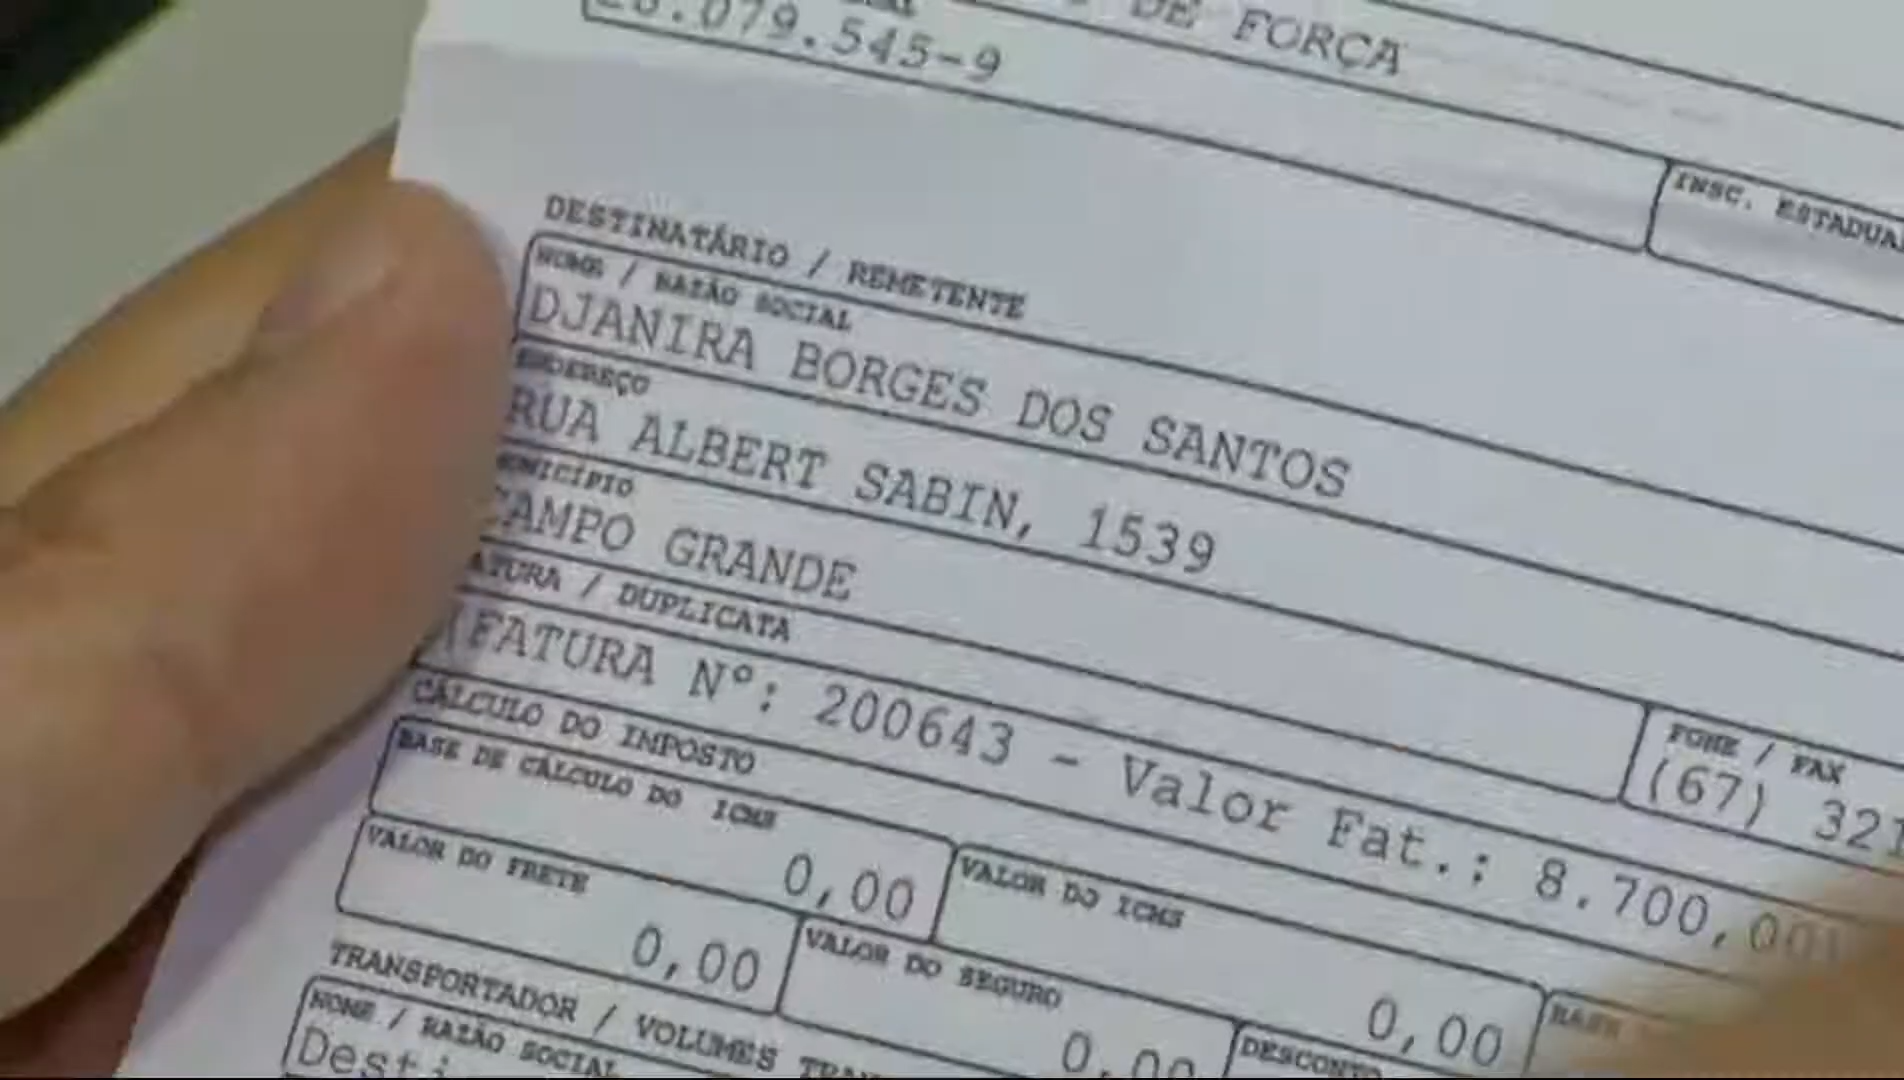 DE FORÇA
.079.545-9
INSC. ESTADUAL
DESTINATÁRIO / REMETENTE
NOME / RAZÃO SOCIAL
DJANIRA BORGES DOS SANTOS
ENDEREÇO
RUA ALBERT SABIN, 1539
MUNICÍPIO
CAMPO GRANDE
FONE / FAX
(67) 321
FATURA / DUPLICATA
FATURA Nº: 200643 - Valor Fat.: 8.700,00
CÁLCULO DO IMPOSTO
BASE DE CÁLCULO DO ICMS
0,00
VALOR DO ICMS
0,00
BASE
VALOR DO FRETE
0,00
VALOR DO SEGURO
0,00
DESCONTO
TRANSPORTADOR / VOLUMES TRAN
NOME / RAZÃO SOCIAL
Desti